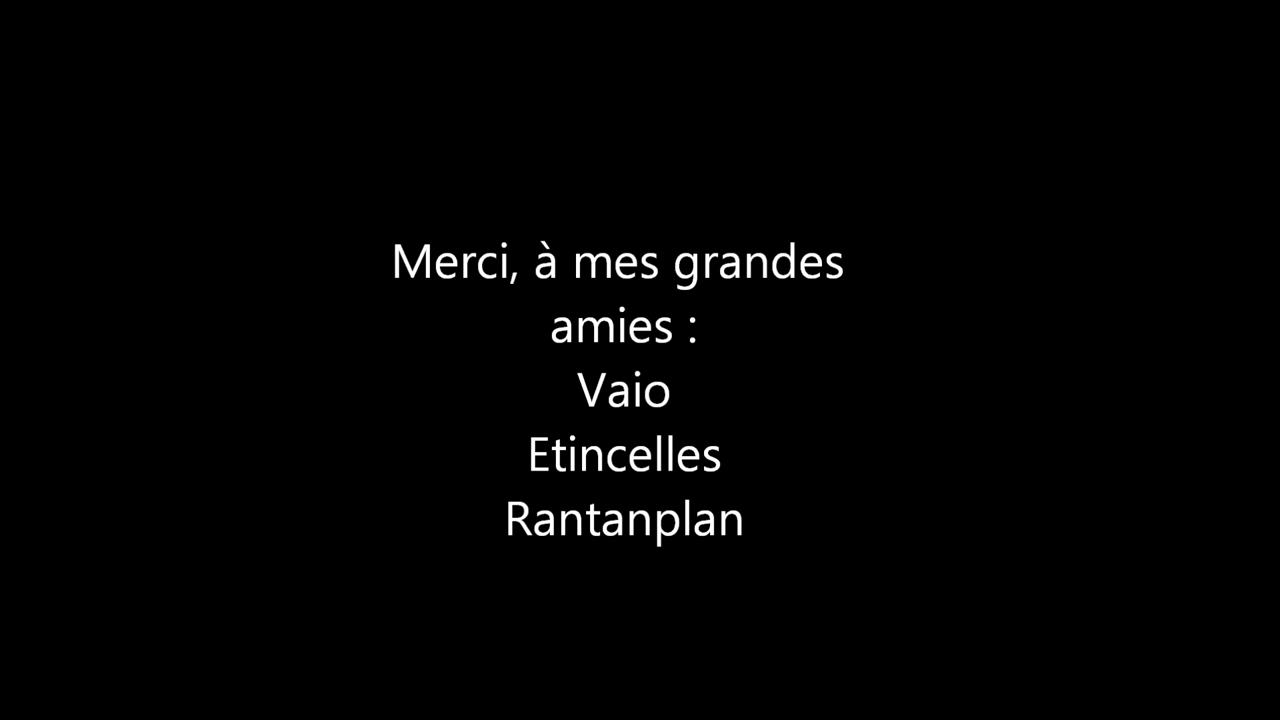 Merci, à mes grandes
amies :
Vaio
Etincelles
Rantanplan